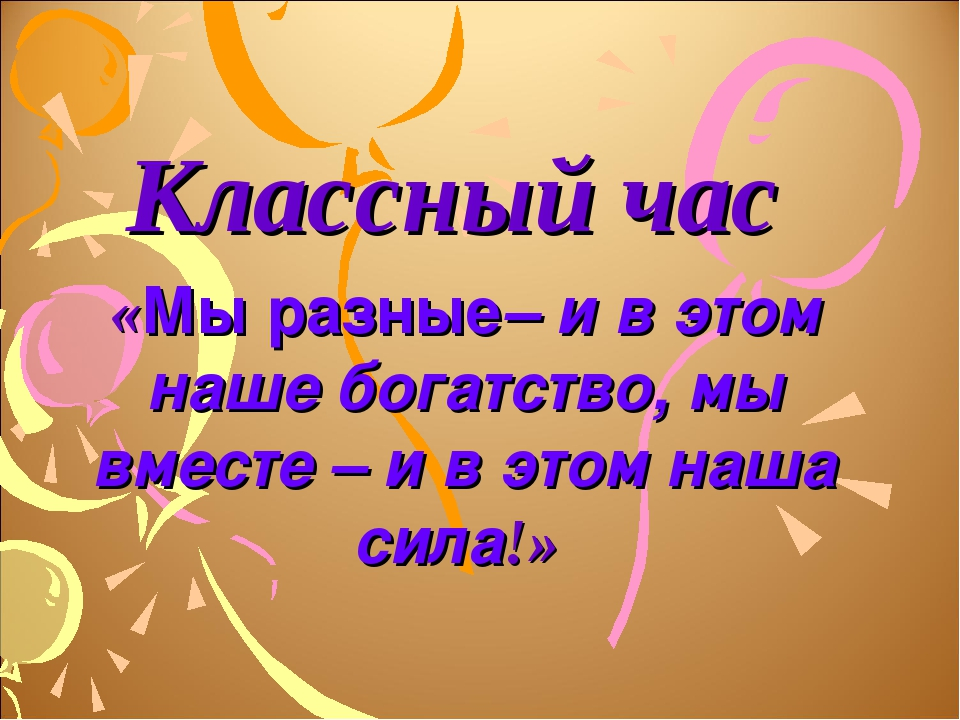 Классный час
«Мы разные– и в этом
наше богатство, мы
вместе – и в этом наша
сила!»